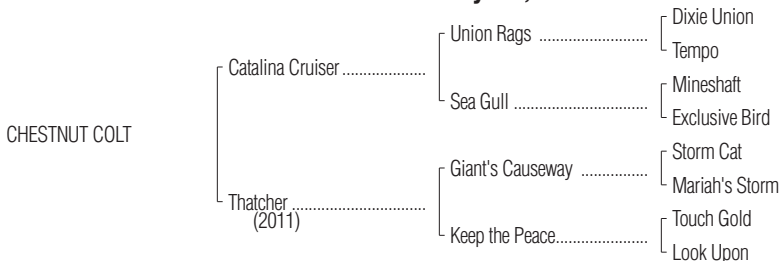 Dixie Union
Union Rags ..................
Tempo
Catalina Cruiser ....................
Mineshaft
Sea Gull ................................
Exclusive Bird
CHESTNUT COLT
Storm Cat
Giant's Causeway ................
Mariah's Storm
Thatcher ................................
(2011)
Touch Gold
Keep the Peace......................
Look Upon